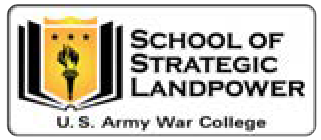 SCHOOL OF
STRATEGIC
LANDPOWER
U. S. Army War College